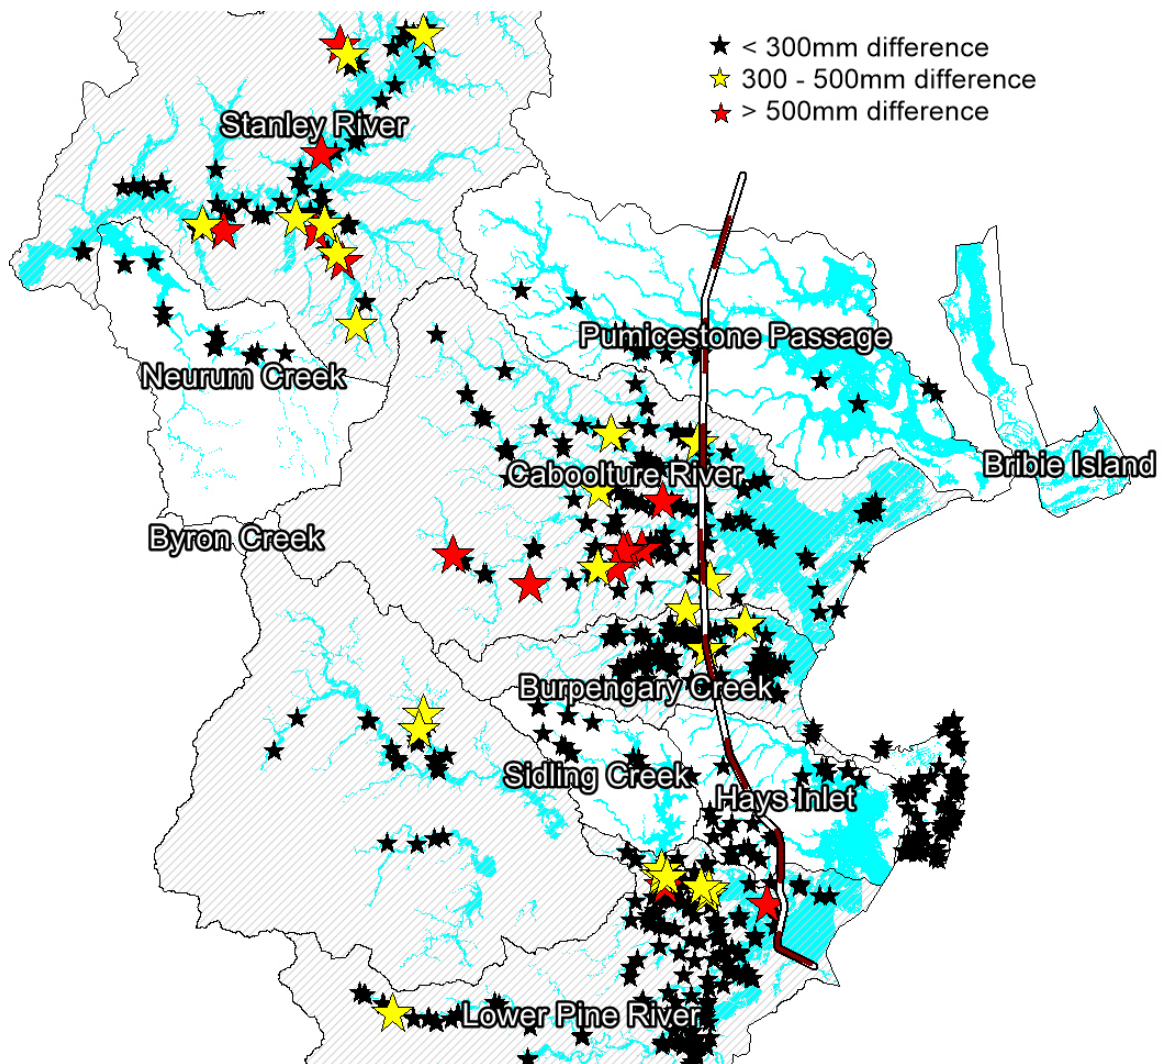 < 300mm difference
300 - 500mm difference
> 500mm difference
Stanley River
Pumicestone Passage
Neurum Creek
Bribie Island
Caboolture River
Byron Creek
Burpengary Creek
Sidling Creek
Hays Inlet
Lower Pine River